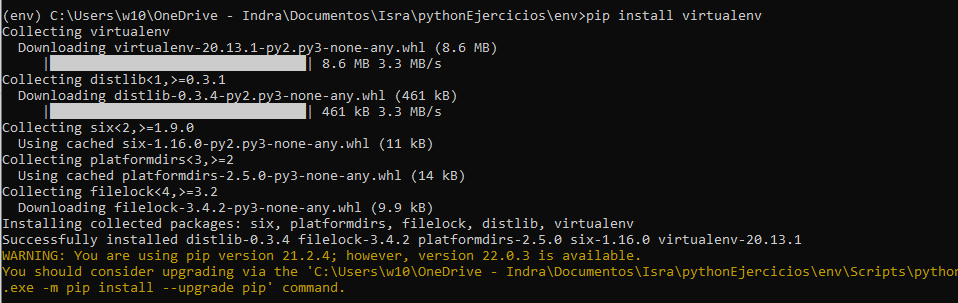 (env) C:\Users\w10\OneDrive - Indra\Documentos\Isra\pythonEjercicios\env>pip install virtualenv
Collecting virtualenv
  Downloading virtualenv-20.13.1-py2.py3-none-any.whl (8.6 MB)
     |████████████████████████████████| 8.6 MB 3.3 MB/s
Collecting distlib<1,>=0.3.1
  Downloading distlib-0.3.4-py2.py3-none-any.whl (461 kB)
     |████████████████████████████████| 461 kB 3.3 MB/s
Collecting six<2,>=1.9.0
  Using cached six-1.16.0-py2.py3-none-any.whl (11 kB)
Collecting platformdirs<3,>=2
  Using cached platformdirs-2.5.0-py3-none-any.whl (14 kB)
Collecting filelock<4,>=3.2
  Downloading filelock-3.4.2-py3-none-any.whl (9.9 kB)
Installing collected packages: six, platformdirs, filelock, distlib, virtualenv
Successfully installed distlib-0.3.4 filelock-3.4.2 platformdirs-2.5.0 six-1.16.0 virtualenv-20.13.1
WARNING: You are using pip version 21.2.4; however, version 22.0.3 is available.
You should consider upgrading via the 'C:\Users\w10\OneDrive - Indra\Documentos\Isra\pythonEjercicios\env\Scripts\python
.exe -m pip install --upgrade pip' command.